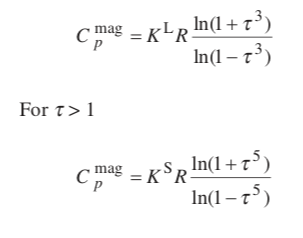 C_p^mag = K^L R ln(1 + τ^3) / ln(1 – τ^3)
For τ > 1
C_p^mag = K^S R ln(1 + τ^5) / ln(1 – τ^5)